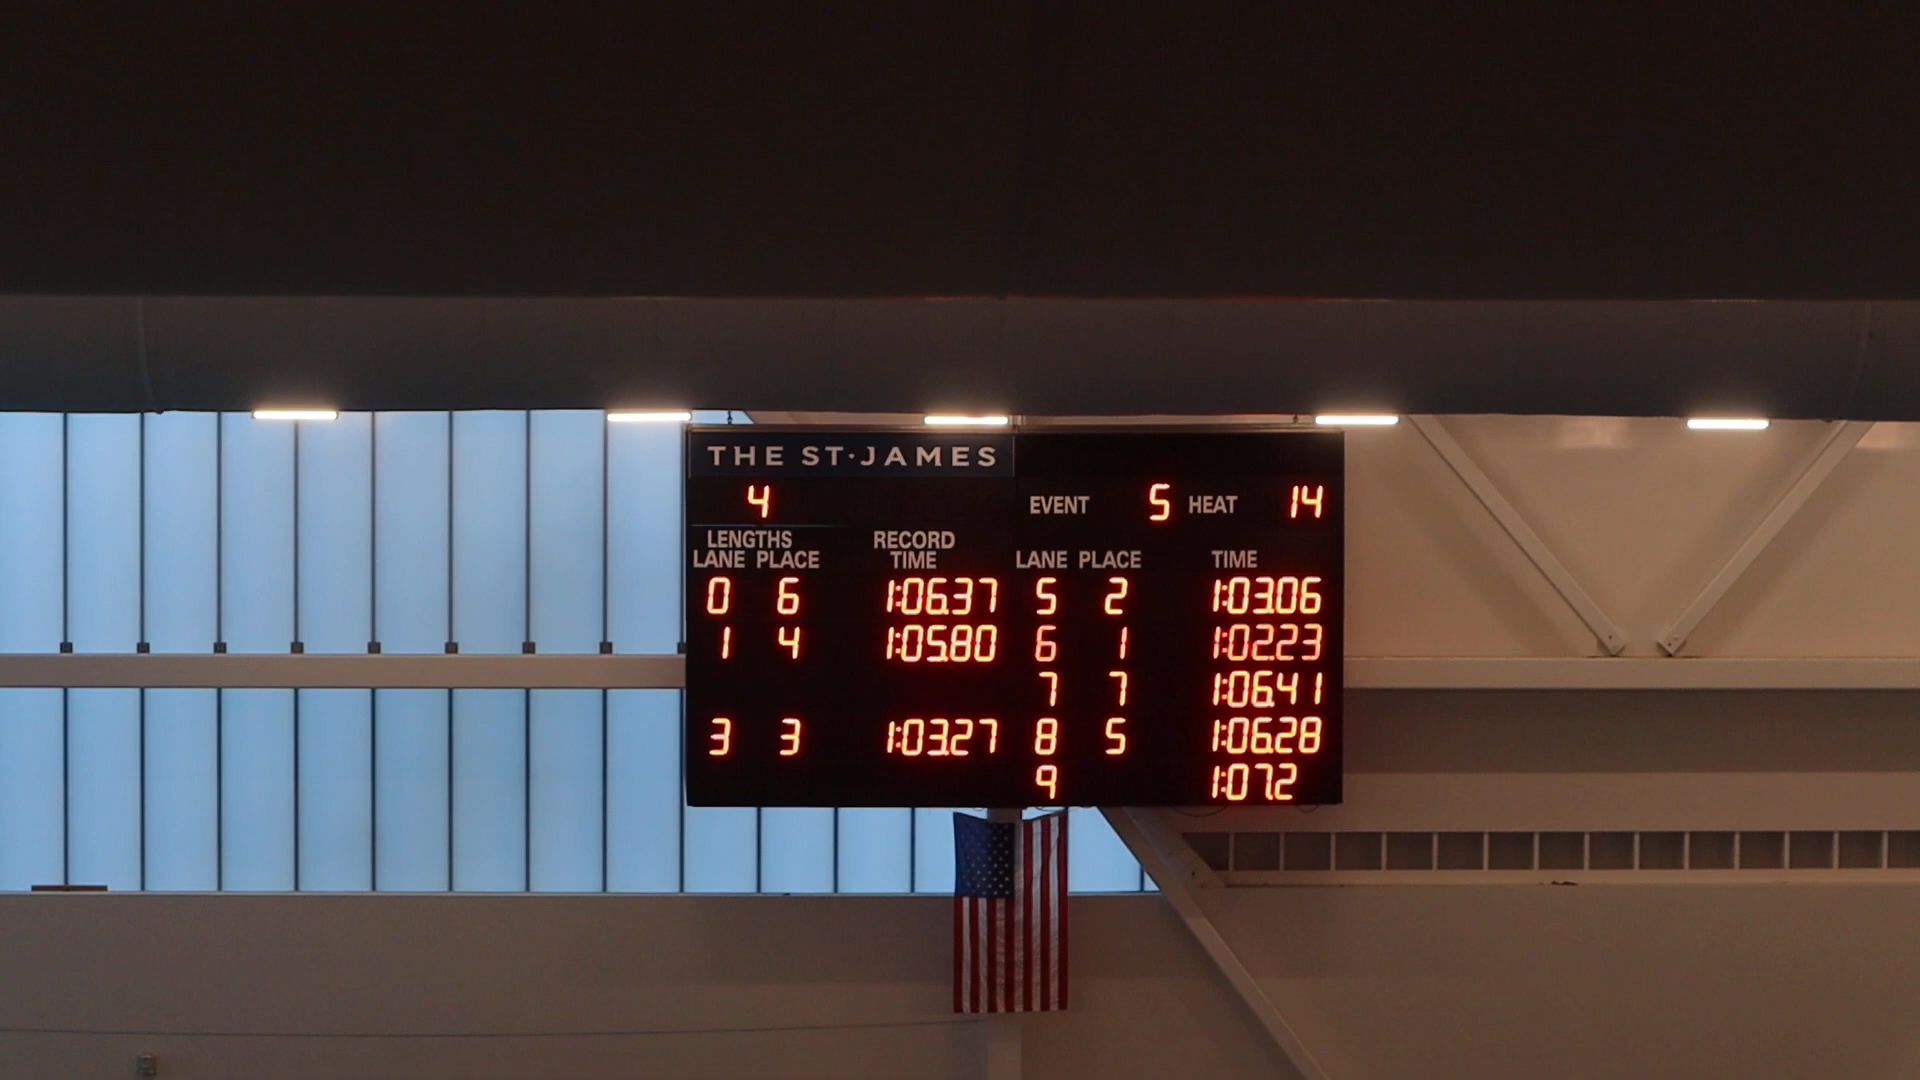 THE ST·JAMES
4
EVENT 5 HEAT 14
LENGTHS RECORD
LANE PLACE TIME LANE PLACE TIME
0 6 1:06.37 5 2 1:03.06
1 4 1:05.80 6 1 1:02.23
7 7 1:06.41
3 3 1:03.27 8 5 1:06.28
9 1:07.2